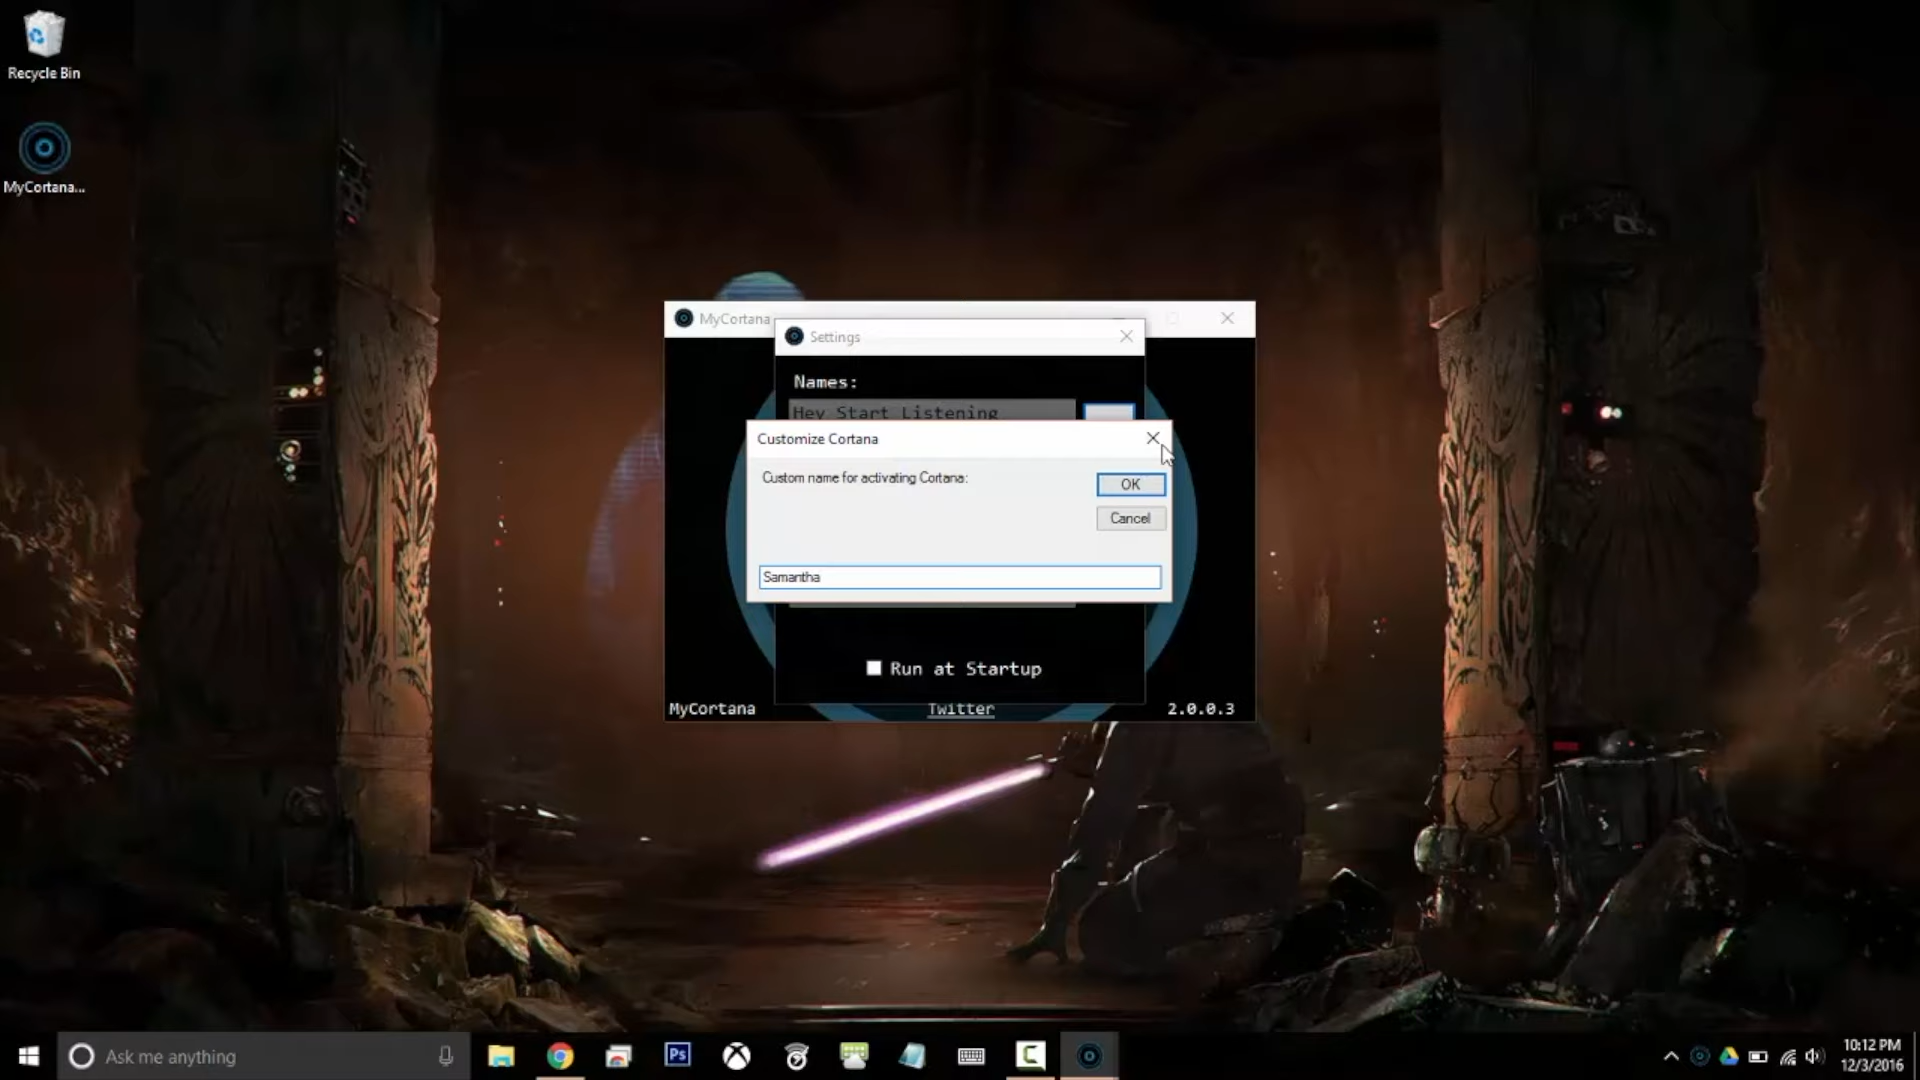 Recycle Bin
MyCortana...
MyCortana
Settings
Names:
Hey Start Listening
Customize Cortana
Custom name for activating Cortana:
OK
Cancel
Samantha
Run at Startup
MyCortana
Twitter
2.0.0.3
Ask me anything
Ps
10:12 PM
12/3/2016